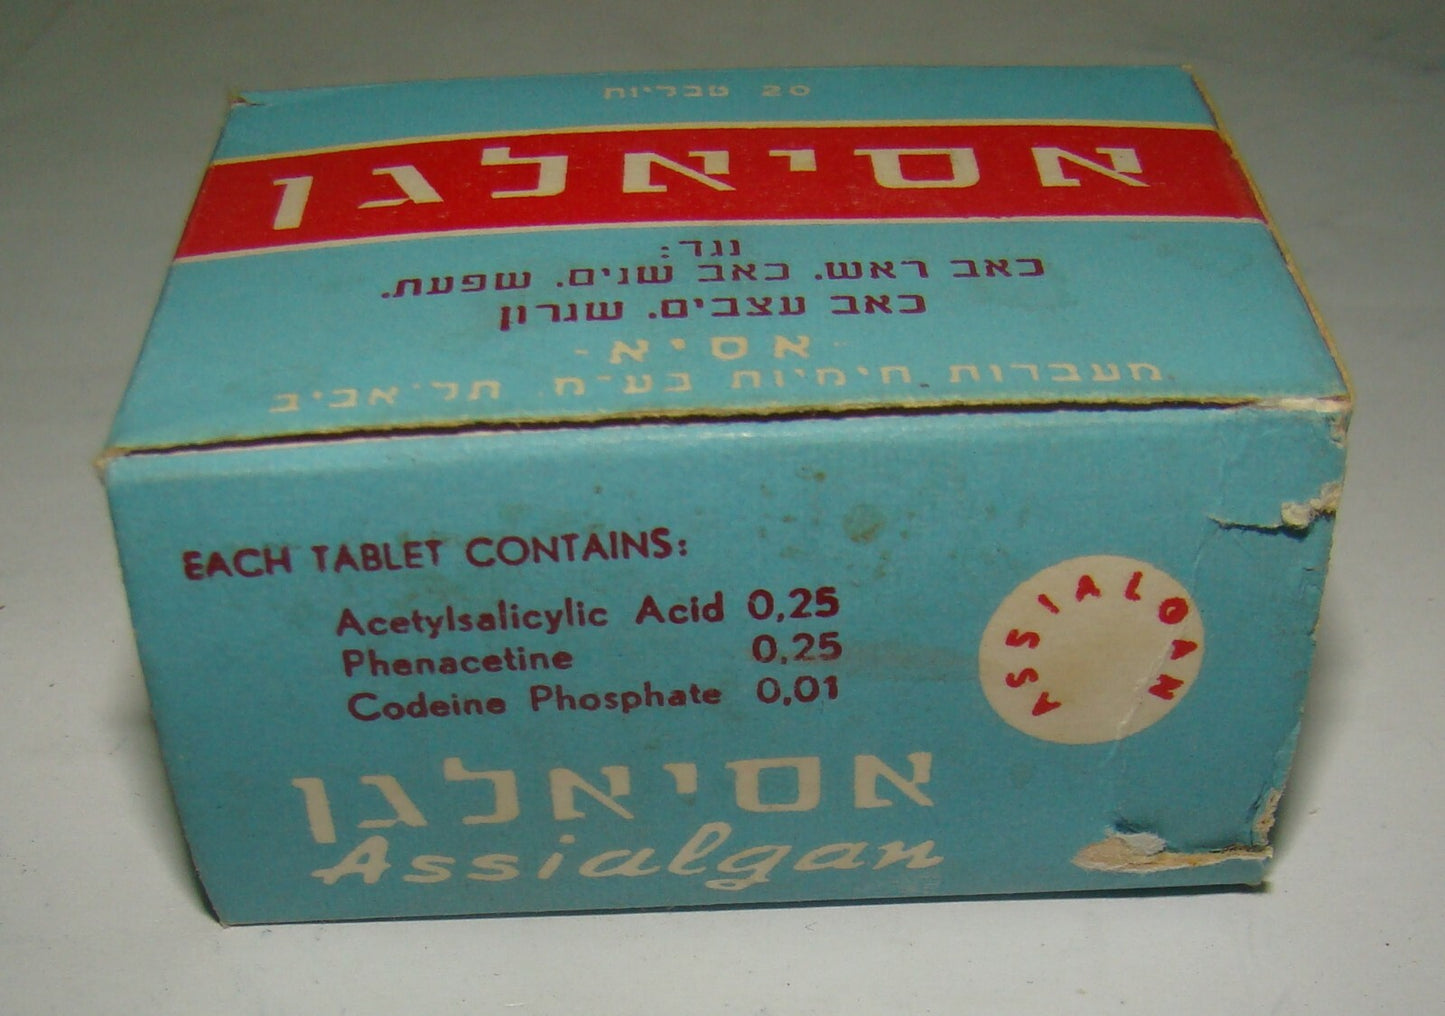 20 טבליות
אסיאלגן
נגד:
כאב ראש. כאב שנים. שפעת.
כאב עצבים. שגרון
-אסיא-
מעבדות חימיות בע"מ. תל-אביב
EACH TABLET CONTAINS:
Acetylsalicylic Acid 0,25
Phenacetine 0,25
Codeine Phosphate 0,01
ASSIALGAN
אסיאלגן
Assialgan